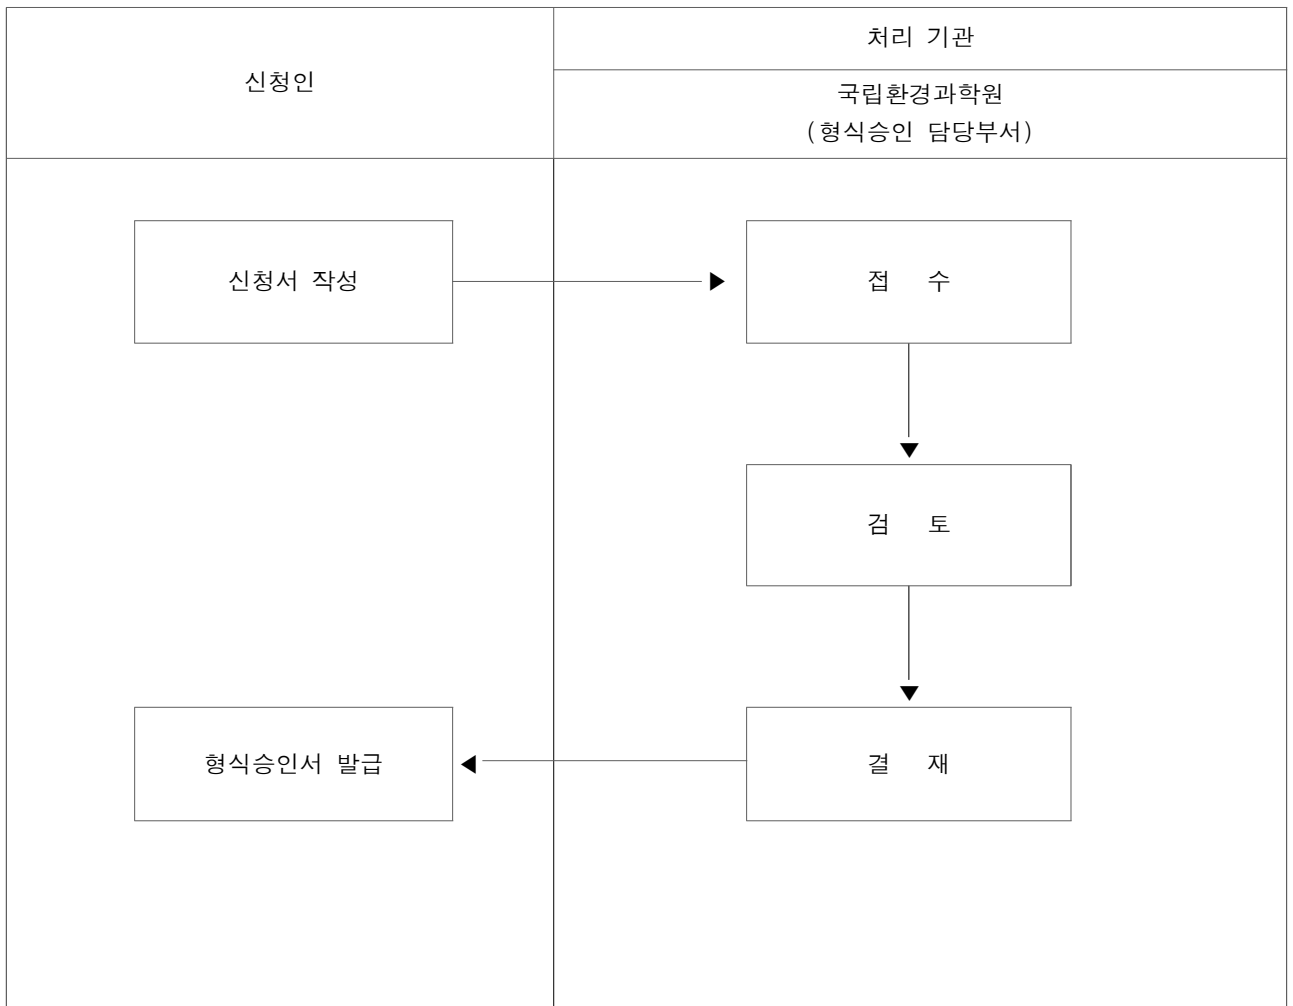 신청인
처리 기관
국립환경과학원
(형식승인 담당부서)
신청서 작성
접 수
검 토
형식승인서 발급
결 재